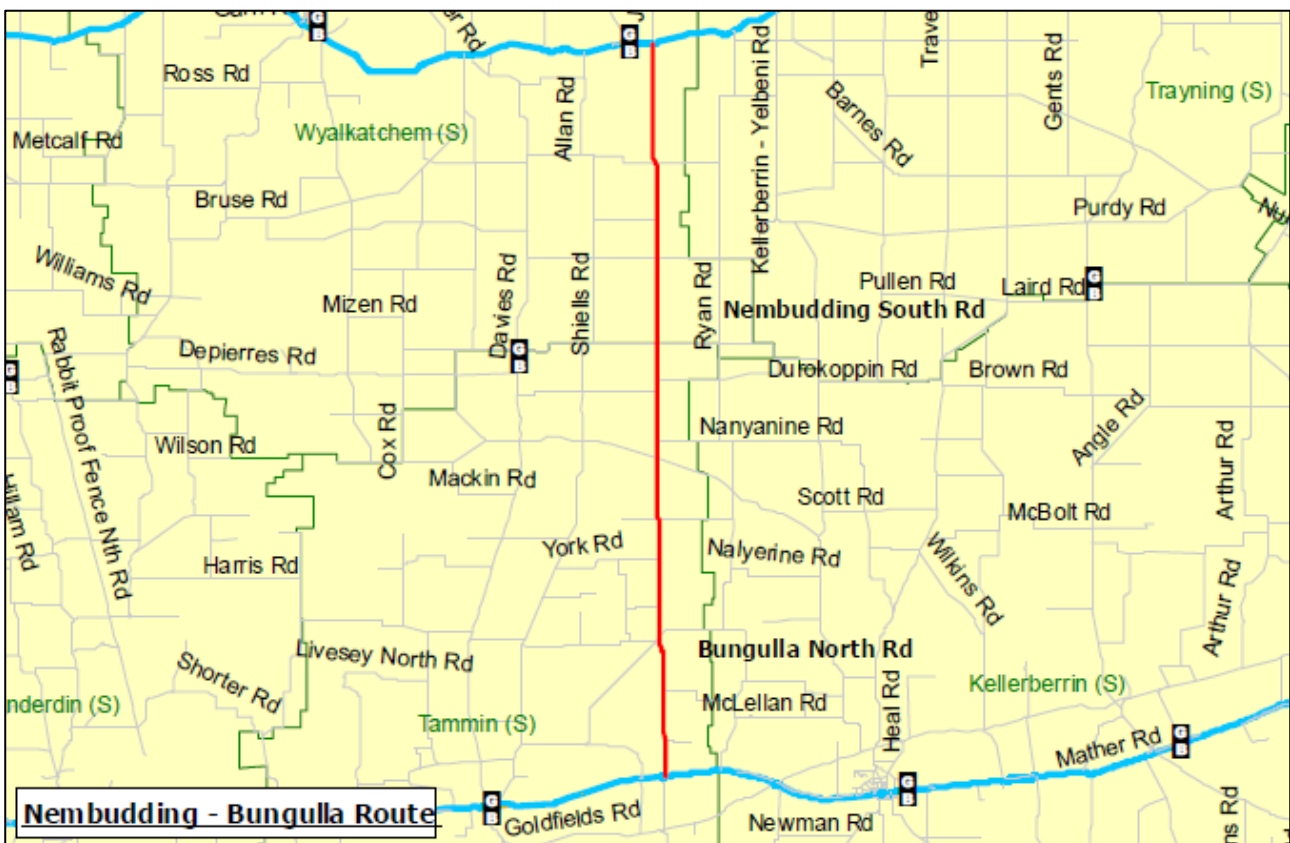 Ross Rd
Allan Rd
Kellerberrin - Yelbeni Rd
Barnes Rd
Gents Rd
Trayning (S)
Metcalf Rd
Wyalkatchem (S)
Bruse Rd
Purdy Rd
Williams Rd
Mizen Rd
Davies Rd
Shiells Rd
Ryan Rd
Pullen Rd
Laird Rd
Nembudding South Rd
Rabbit Proof Fence Nth Rd
Depierres Rd
Durokoppin Rd
Brown Rd
Wilson Rd
Cox Rd
Nanyanine Rd
Angle Rd
Arthur Rd
Hillam Rd
Mackin Rd
Scott Rd
McBolt Rd
Harris Rd
York Rd
Nalyerine Rd
Wilkins Rd
Arthur Rd
Livesey North Rd
Bungulla North Rd
Shorter Rd
McLellan Rd
Heal Rd
Kellerberrin (S)
nderdin (S)
Tammin (S)
Mather Rd
Nembudding - Bungulla Route
Goldfields Rd
Newman Rd
ns Rd